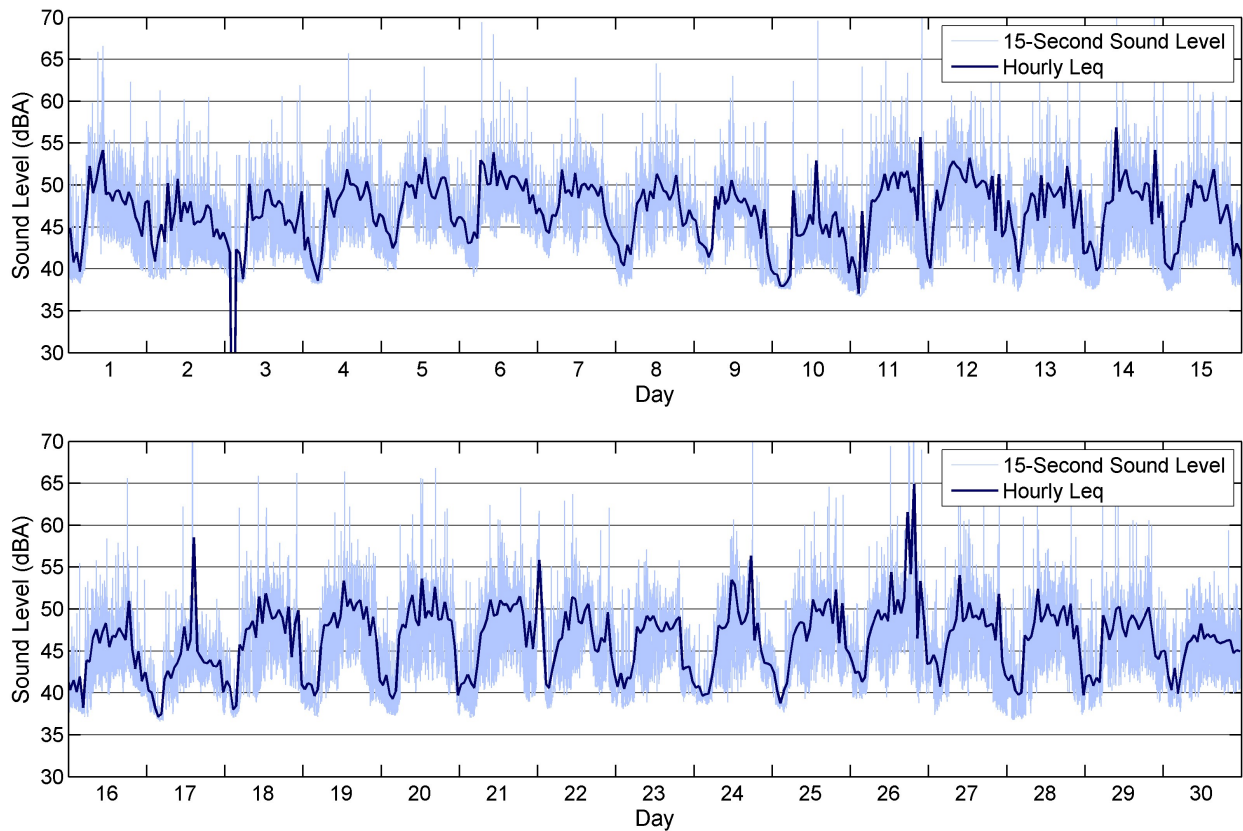 70
65
60
55
50
45
40
35
30
Sound Level (dBA)
15-Second Sound Level
Hourly Leq
1 2 3 4 5 6 7 8 9 10 11 12 13 14 15
Day
70
65
60
55
50
45
40
35
30
Sound Level (dBA)
15-Second Sound Level
Hourly Leq
16 17 18 19 20 21 22 23 24 25 26 27 28 29 30
Day